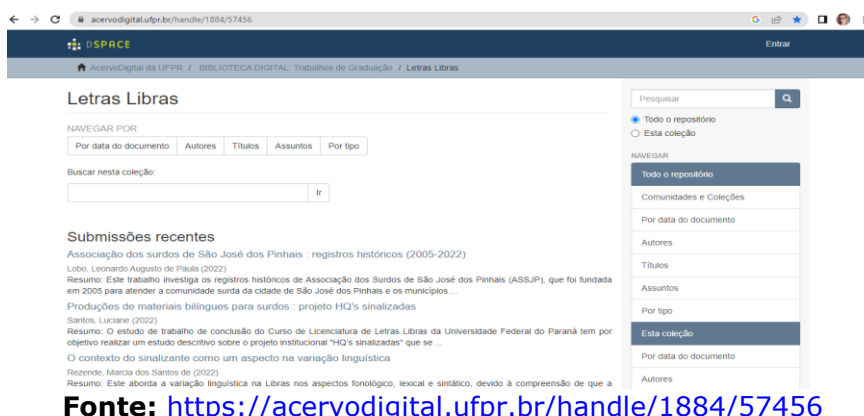 acervodigital.ufpr.br/handle/1884/57456
DSPACE
Entrar
AcervoDigital da UFPR / BIBLIOTECA DIGITAL: Trabalhos de Graduação / Letras Libras
Letras Libras
NAVEGAR POR
Por data do documento Autores Títulos Assuntos Por tipo
Buscar nesta coleção:
Ir
Submissões recentes
Associação dos surdos de São José dos Pinhais : registros históricos (2005-2022)
Lobo, Leonardo Augusto de Paula (2022)
Resumo: Este trabalho investiga os registros históricos de Associação dos Surdos de São José dos Pinhais (ASSJP), que foi fundada
em 2005 para atender a comunidade surda da cidade de São José dos Pinhais e os municípios ...
Produções de materiais bilíngues para surdos : projeto HQ's sinalizadas
Santos, Luciane (2022)
Resumo: O estudo de trabalho de conclusão do Curso de Licenciatura de Letras Libras da Universidade Federal do Paraná tem por
objetivo realizar um estudo descritivo sobre o projeto institucional "HQ's sinalizadas" que se ...
O contexto do sinalizante como um aspecto na variação linguística
Rezende, Marcia dos Santos de (2022)
Resumo: Este aborda a variação linguística na Libras nos aspectos fonológico, lexical e sintático, devido à compreensão de que a
Pesquisar
Todo o repositório
Esta coleção
NAVEGAR
Todo o repositório
Comunidades e Coleções
Por data do documento
Autores
Títulos
Assuntos
Por tipo
Esta coleção
Por data do documento
Autores
Fonte: https://acervodigital.ufpr.br/handle/1884/57456